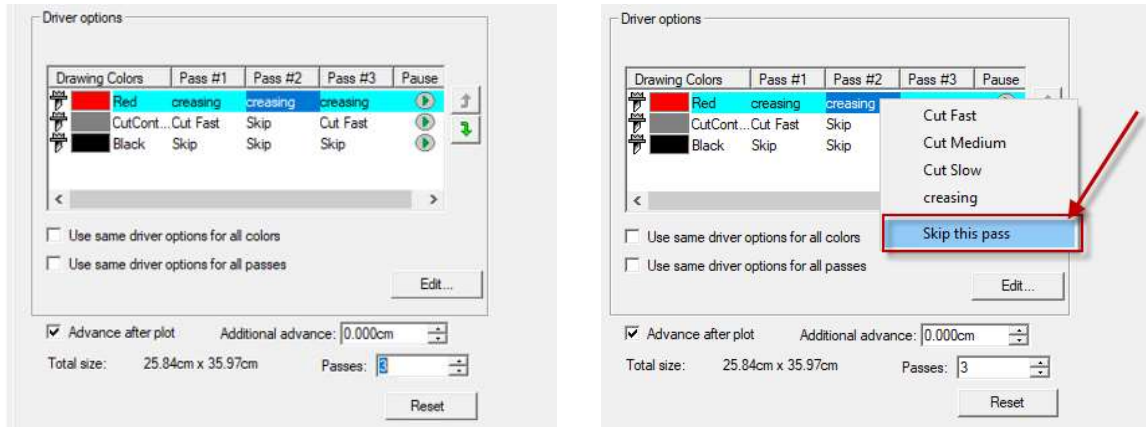 Driver options
Drawing Colors Pass #1 Pass #2 Pass #3 Pause
Red creasing creasing creasing
CutCont... Cut Fast Skip Cut Fast
Black Skip Skip Skip
Use same driver options for all colors
Use same driver options for all passes
Edit...
Advance after plot Additional advance: 0.000cm
Total size: 25.84cm x 35.97cm Passes: 3
Reset
Driver options
Drawing Colors Pass #1 Pass #2 Pass #3 Pause
Red creasing creasing
CutCont... Cut Fast Skip
Black Skip Skip
Cut Fast
Cut Medium
Cut Slow
creasing
Skip this pass
Use same driver options for all colors
Use same driver options for all passes
Edit...
Advance after plot Additional advance: 0.000cm
Total size: 25.84cm x 35.97cm Passes: 3
Reset